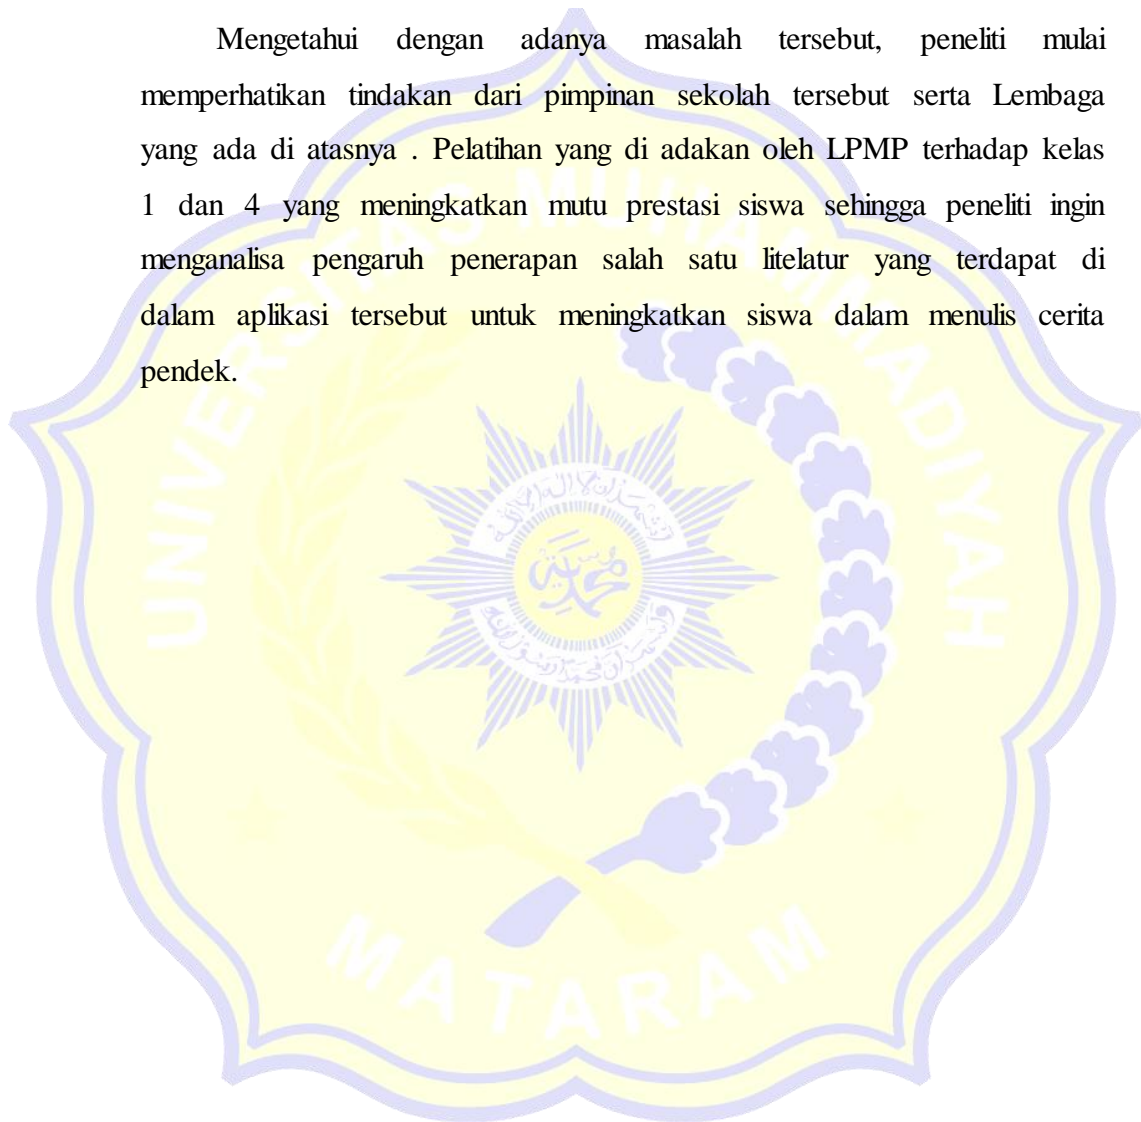 Mengetahui dengan adanya masalah tersebut, peneliti mulai
memperhatikan tindakan dari pimpinan sekolah tersebut serta Lembaga
yang ada di atasnya . Pelatihan yang di adakan oleh LPMP terhadap kelas
1 dan 4 yang meningkatkan mutu prestasi siswa sehingga peneliti ingin
menganalisa pengaruh penerapan salah satu litelatur yang terdapat di
dalam aplikasi tersebut untuk meningkatkan siswa dalam menulis cerita
pendek.
UNIVERSITAS MUHAMMADIYAH
MATARAM